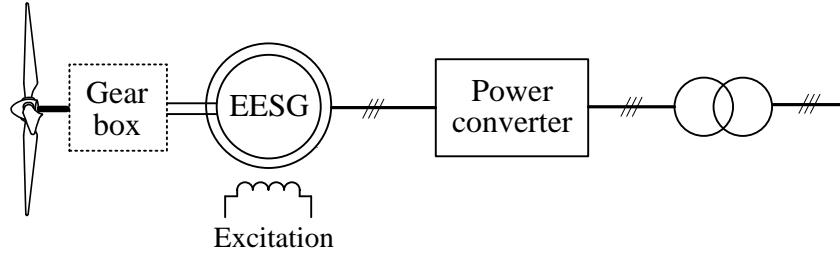 Gear
box
EESG
Power
converter
Excitation